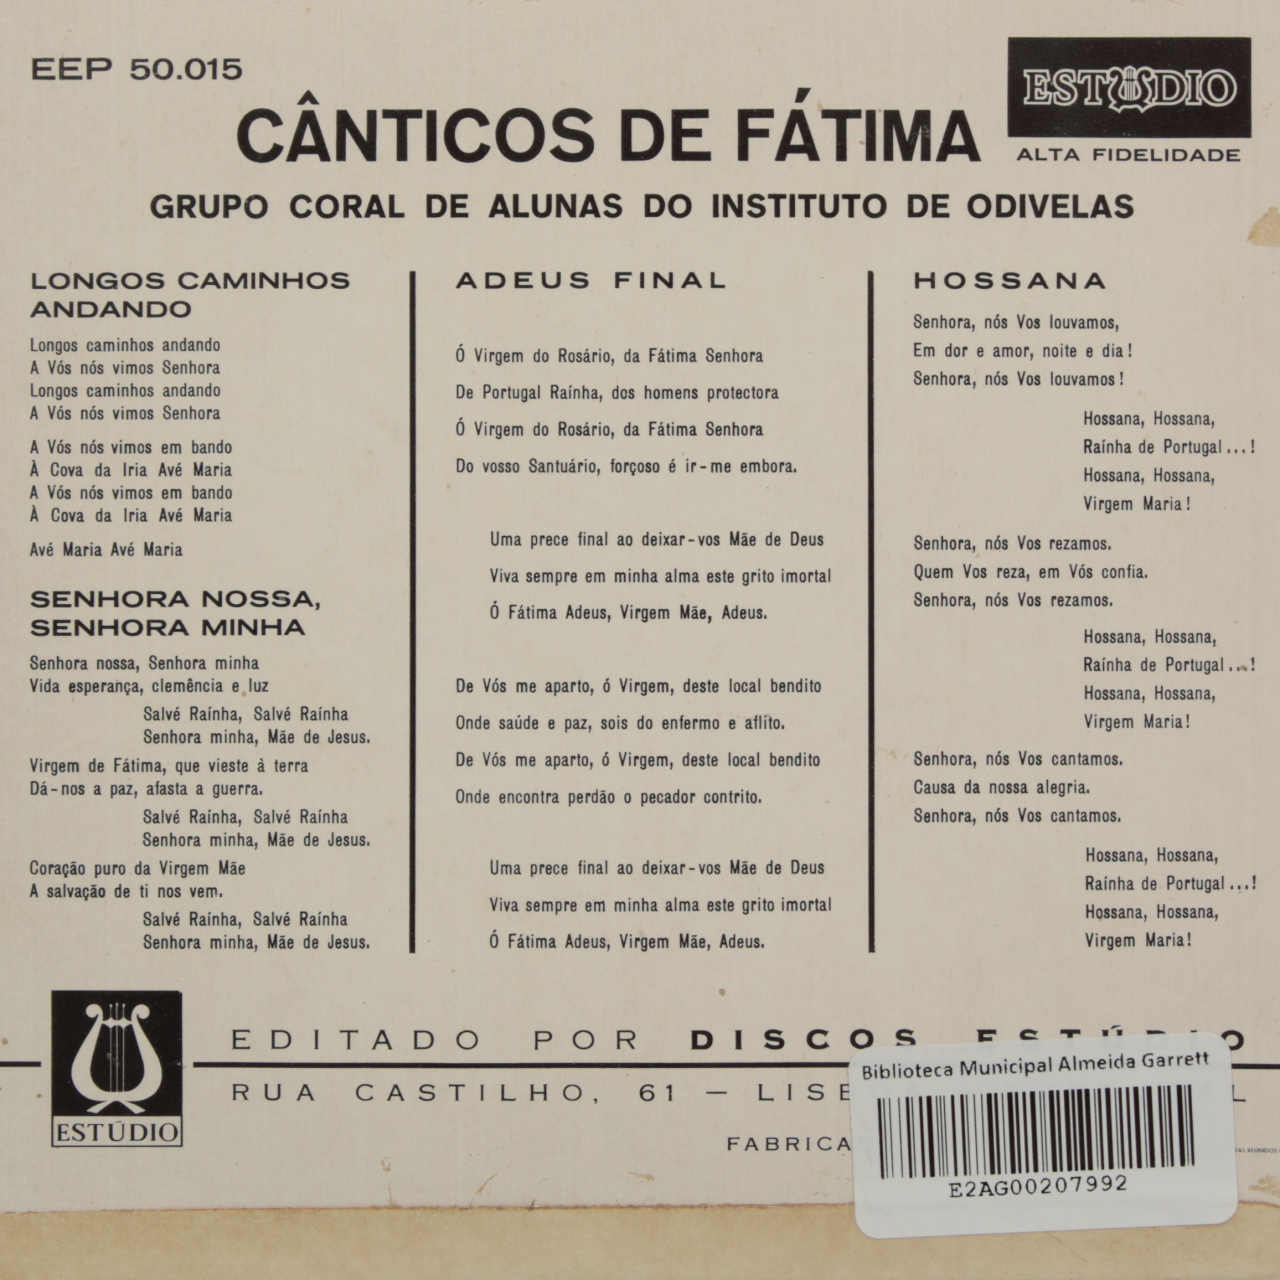 EEP 50.015
ESTÚDIO
ALTA FIDELIDADE
CÂNTICOS DE FÁTIMA
GRUPO CORAL DE ALUNAS DO INSTITUTO DE ODIVELAS
LONGOS CAMINHOS
ANDANDO
Longos caminhos andando
A Vós nós vimos Senhora
Longos caminhos andando
A Vós nós vimos Senhora
A Vós nós vimos em bando
À Cova da Iria Avé Maria
A Vós nós vimos em bando
À Cova da Iria Avé Maria
Avé Maria Avé Maria
SENHORA NOSSA,
SENHORA MINHA
Senhora nossa, Senhora minha
Vida esperança, clemência e luz
Salvé Raínha, Salvé Raínha
Senhora minha, Mãe de Jesus.
Virgem de Fátima, que vieste à terra
Dá-nos a paz, afasta a guerra.
Salvé Raínha, Salvé Raínha
Senhora minha, Mãe de Jesus.
Coração puro da Virgem Mãe
A salvação de ti nos vem.
Salvé Raínha, Salvé Raínha
Senhora minha, Mãe de Jesus.
ADEUS FINAL
Ó Virgem do Rosário, da Fátima Senhora
De Portugal Raínha, dos homens protectora
Ó Virgem do Rosário, da Fátima Senhora
Do vosso Santuário, forçoso é ir-me embora.
Uma prece final ao deixar-vos Mãe de Deus
Viva sempre em minha alma este grito imortal
Ó Fátima Adeus, Virgem Mãe, Adeus.
De Vós me aparto, ó Virgem, deste local bendito
Onde saúde e paz, sois do enfermo e aflito.
De Vós me aparto, ó Virgem, deste local bendito
Onde encontra perdão o pecador contrito.
Uma prece final ao deixar-vos Mãe de Deus
Viva sempre em minha alma este grito imortal
Ó Fátima Adeus, Virgem Mãe, Adeus.
HOSSANA
Senhora, nós Vos louvamos,
Em dor e amor, noite e dia!
Senhora, nós Vos louvamos!
Hossana, Hossana,
Raínha de Portugal...!
Hossana, Hossana,
Virgem Maria!
Senhora, nós Vos rezamos.
Quem Vos reza, em Vós confia.
Senhora, nós Vos rezamos.
Hossana, Hossana,
Raínha de Portugal...!
Hossana, Hossana,
Virgem Maria!
Senhora, nós Vos cantamos.
Causa da nossa alegria.
Senhora, nós Vos cantamos.
Hossana, Hossana,
Raínha de Portugal...!
Hossana, Hossana,
Virgem Maria!
ESTÚDIO
EDITADO POR DISCOS ESTÚDIO
RUA CASTILHO, 61 —
Biblioteca Municipal Almeida Garrett
E2AG00207992